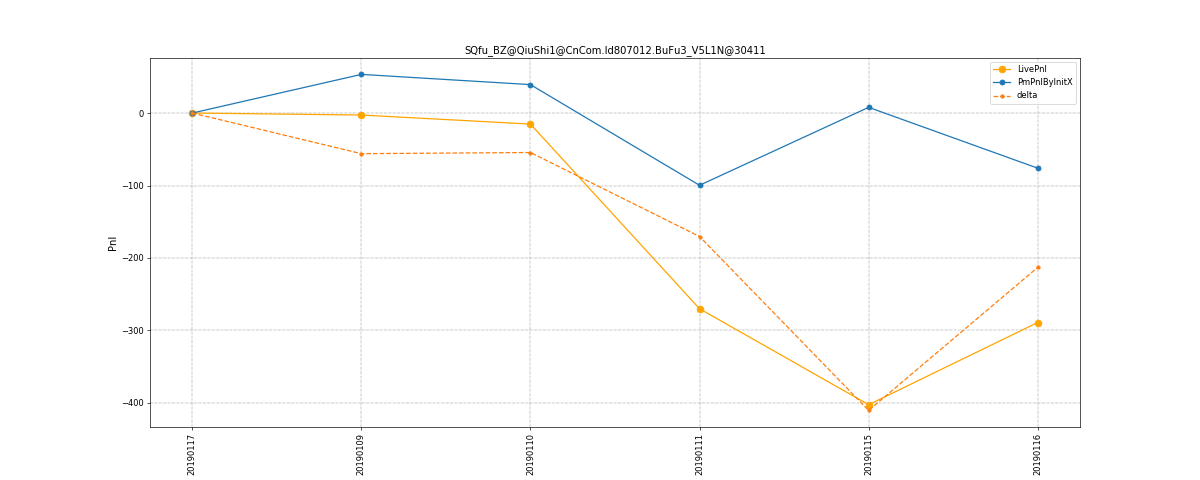 SQfu_BZ@QiuShi1@CnCom.Id807012.BuFu3_V5L1N@30411
LivePnl
PmPnlByInitX
delta
Pnl
0
−100
−200
−300
−400
20190117
20190109
20190110
20190111
20190115
20190116